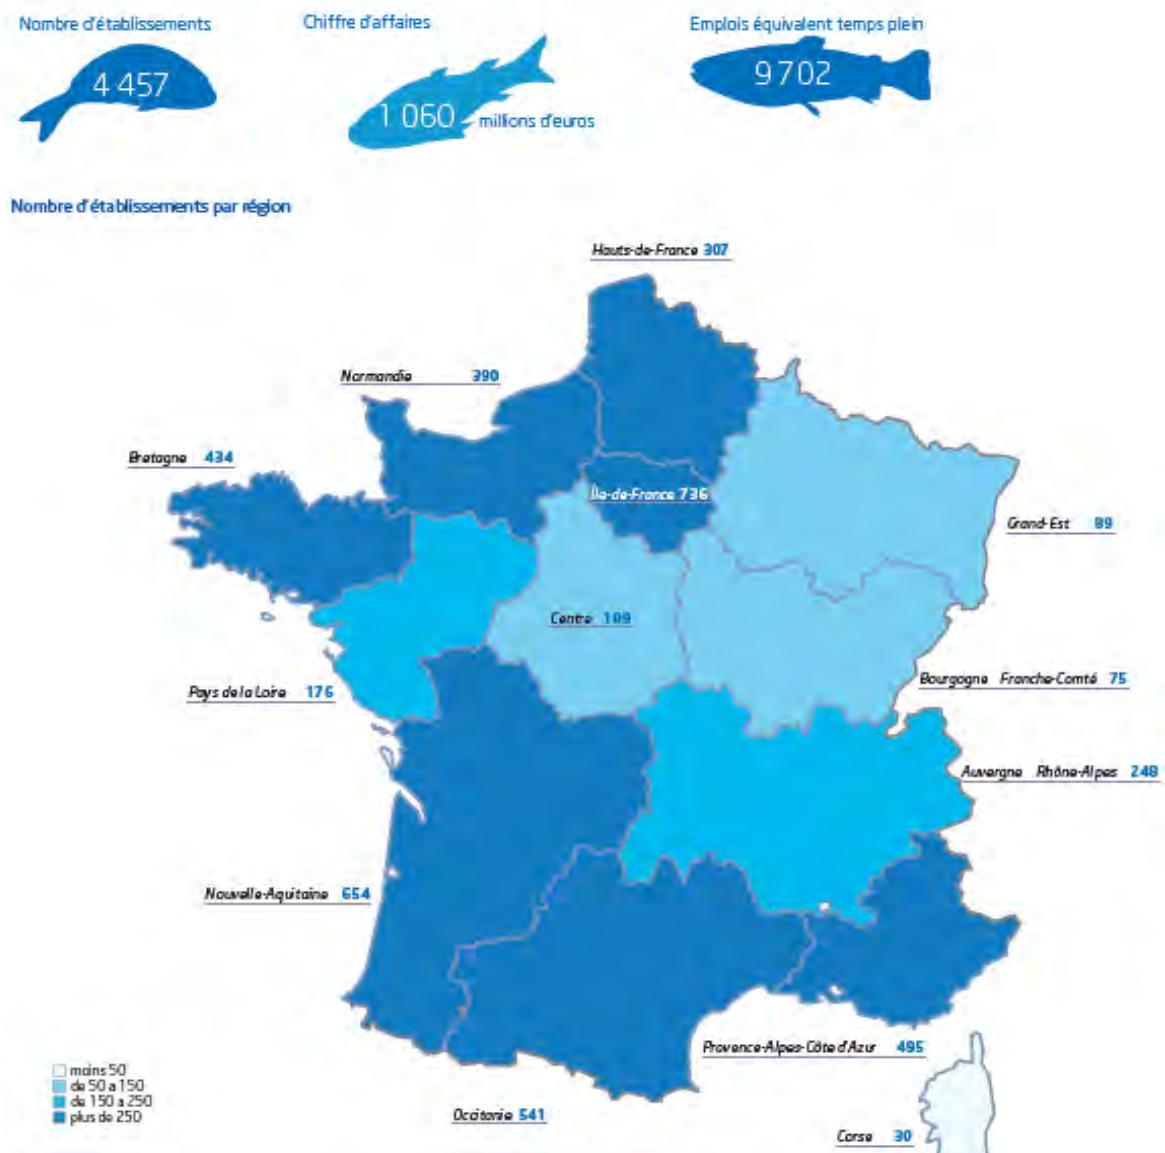 Nombre d'établissements
4 457
Chiffre d'affaires
1 060 millions d'euros
Emplois équivalent temps plein
9 702
Nombre d'établissements par région
Hauts-de-France 307
Normandie 390
Bretagne 434
Île-de-France 736
Grand-Est 89
Centre 109
Bourgogne Franche-Comté 75
Pays de la Loire 176
Auvergne Rhône-Alpes 248
Nouvelle-Aquitaine 654
Provence-Alpes-Côte d'Azur 495
moins 50
de 50 a 150
de 150 a 250
plus de 250
Occitanie 541
Corse 30